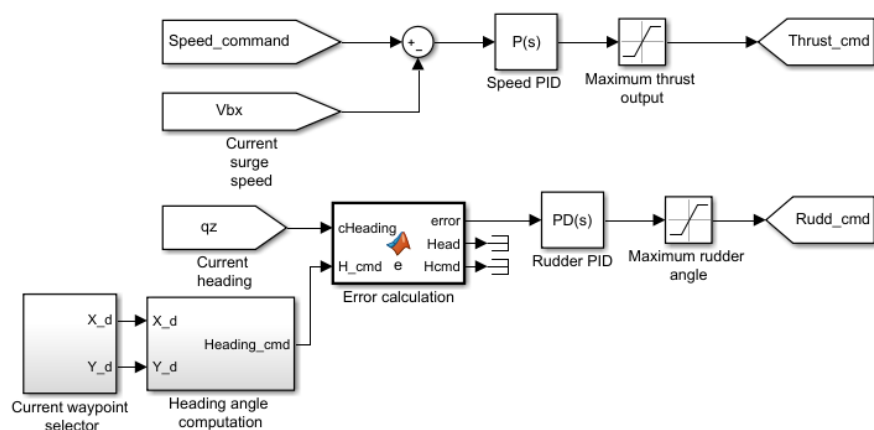 Speed_command
+
-
P(s)
Speed PID
Maximum thrust
output
Thrust_cmd
Vbx
Current
surge
speed
qz
Current
heading
cHeading
H_cmd
e
error
Head
Hcmd
Error calculation
PD(s)
Rudder PID
Maximum rudder
angle
Rudd_cmd
X_d
Y_d
Current waypoint
selector
X_d
Y_d
Heading_cmd
Heading angle
computation